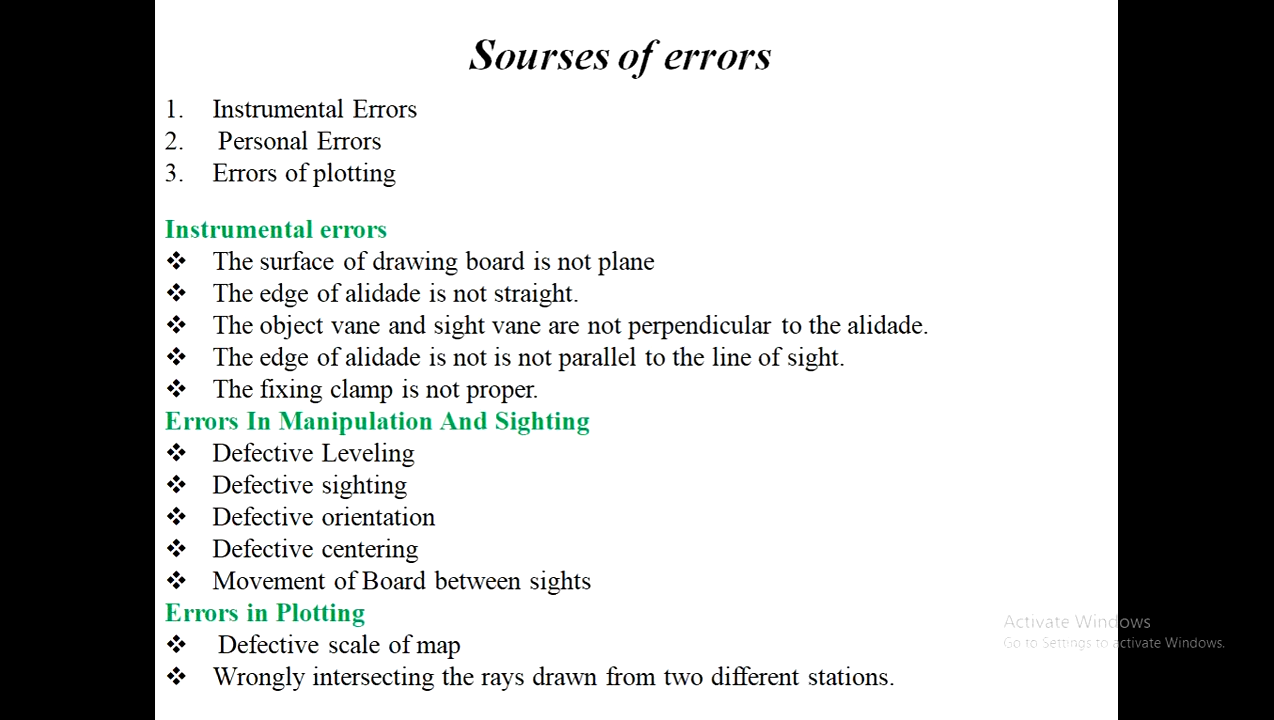 Sourses of errors
1. Instrumental Errors
2. Personal Errors
3. Errors of plotting
Instrumental errors
❖ The surface of drawing board is not plane
❖ The edge of alidade is not straight.
❖ The object vane and sight vane are not perpendicular to the alidade.
❖ The edge of alidade is not is not parallel to the line of sight.
❖ The fixing clamp is not proper.
Errors In Manipulation And Sighting
❖ Defective Leveling
❖ Defective sighting
❖ Defective orientation
❖ Defective centering
❖ Movement of Board between sights
Errors in Plotting
❖ Defective scale of map
❖ Wrongly intersecting the rays drawn from two different stations.
Activate Windows
Go to Settings to activate Windows.